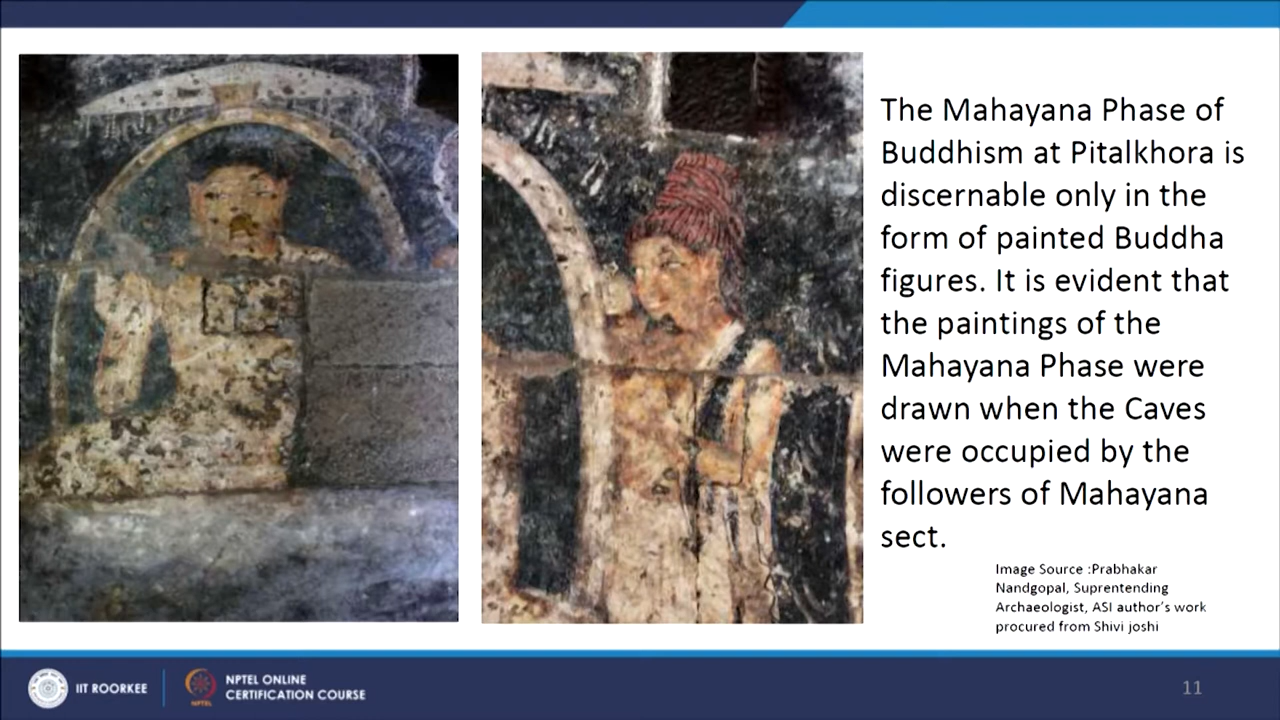 The Mahayana Phase of
Buddhism at Pitalkhora is
discernable only in the
form of painted Buddha
figures. It is evident that
the paintings of the
Mahayana Phase were
drawn when the Caves
were occupied by the
followers of Mahayana
sect.
Image Source :Prabhakar
Nandgopal, Suprentending
Archaeologist, ASI author's work
procured from Shivi joshi
IIT ROORKEE
NPTEL
NPTEL ONLINE
CERTIFICATION COURSE
11